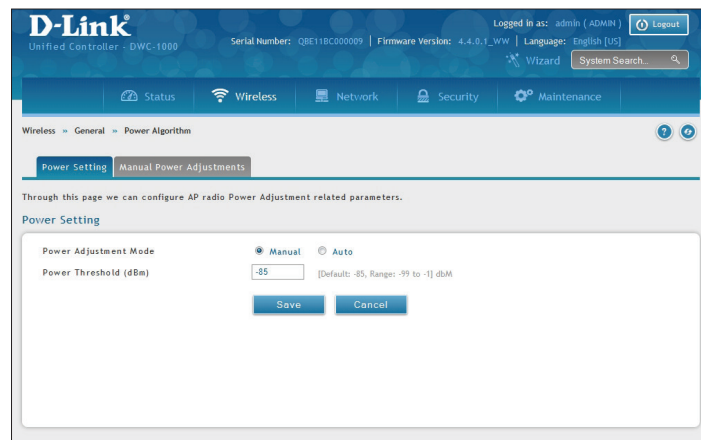 D-Link®
Logged in as: admin ( ADMIN ) Logout
Unified Controller - DWC-1000
Serial Number: QBE11BC000009 | Firmware Version: 4.4.0.1_WW | Language: English [US]
Wizard System Search...
Status Wireless Network Security Maintenance
Wireless » General » Power Algorithm ?
Power Setting Manual Power Adjustments
Through this page we can configure AP radio Power Adjustment related parameters.
Power Setting
Power Adjustment Mode Manual Auto
Power Threshold (dBm) -85 [Default: -85, Range: -99 to -1] dbM
Save Cancel